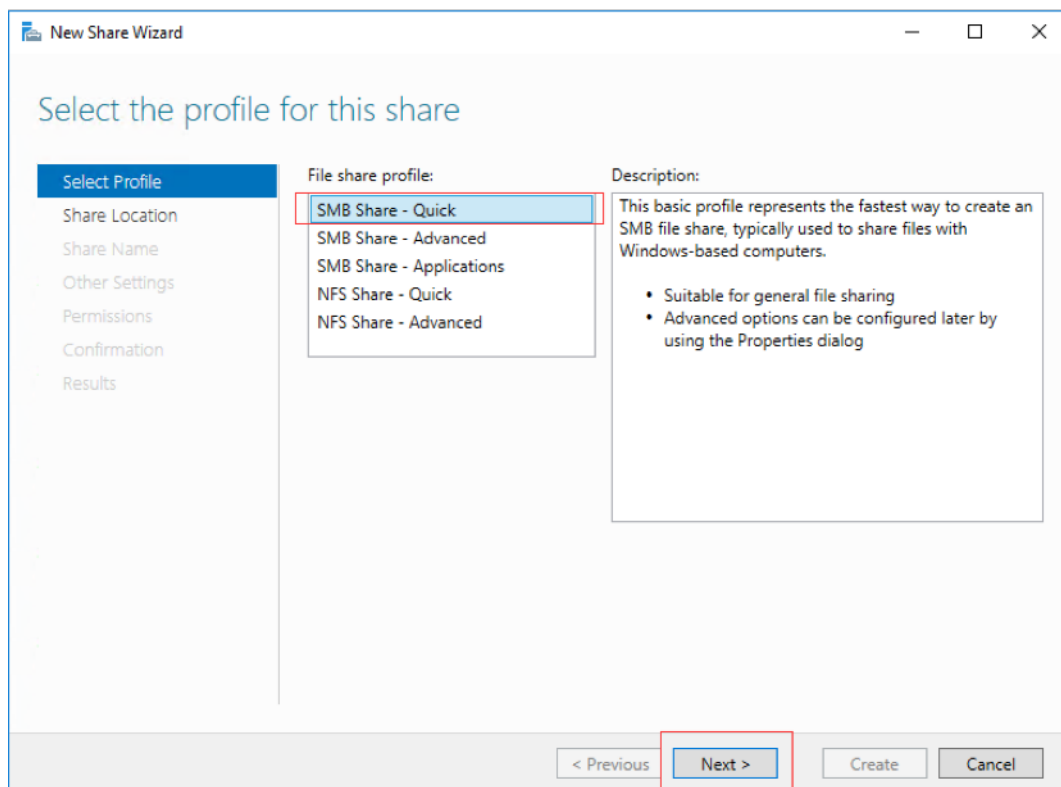 New Share Wizard
Select the profile for this share
Select Profile
Share Location
Share Name
Other Settings
Permissions
Confirmation
Results
File share profile:
SMB Share - Quick
SMB Share - Advanced
SMB Share - Applications
NFS Share - Quick
NFS Share - Advanced
Description:
This basic profile represents the fastest way to create an
SMB file share, typically used to share files with
Windows-based computers.
• Suitable for general file sharing
• Advanced options can be configured later by
using the Properties dialog
< Previous
Next >
Create
Cancel